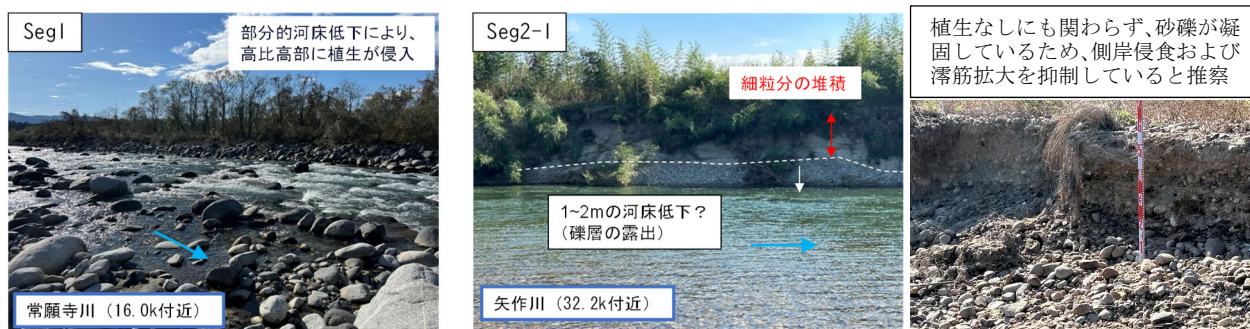 Seg1
部分的河床低下により、
高比高部に植生が侵入
常願寺川（16.0k付近）
Seg2-1
細粒分の堆積
1~2mの河床低下？
（礫層の露出）
矢作川（32.2k付近）
植生なしにも関わらず、砂礫が凝
固しているため、側岸侵食および
澪筋拡大を抑制していると推察